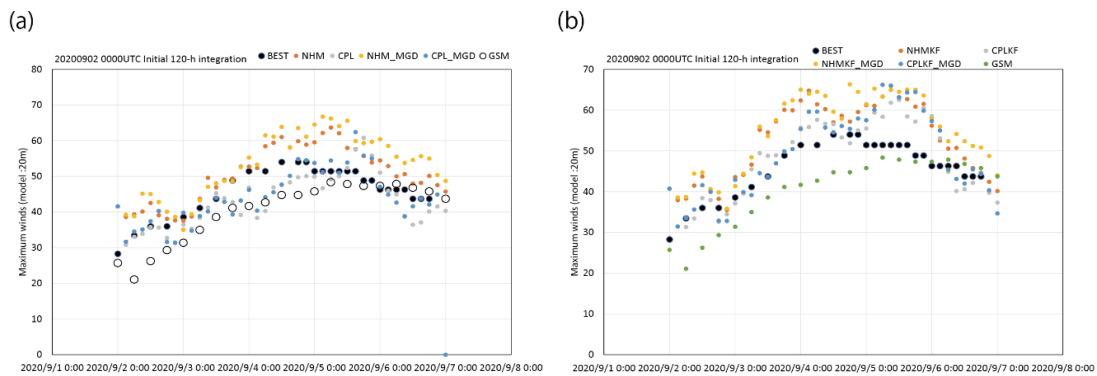 (a)
20200902 0000UTC Initial 120-h integration
BEST NHM CPL NHM_MGD CPL_MGD GSM
Maximum winds (model :20m)
80
70
60
50
40
30
20
10
0
2020/9/1 0:00 2020/9/2 0:00 2020/9/3 0:00 2020/9/4 0:00 2020/9/5 0:00 2020/9/6 0:00 2020/9/7 0:00 2020/9/8 0:00
(b)
20200902 0000UTC Initial 120-h integration
BEST NHMKF CPLKF
NHMKF_MGD CPLKF_MGD GSM
Maximum winds (model :20m)
70
60
50
40
30
20
10
0
2020/9/1 0:00 2020/9/2 0:00 2020/9/3 0:00 2020/9/4 0:00 2020/9/5 0:00 2020/9/6 0:00 2020/9/7 0:00 2020/9/8 0:00